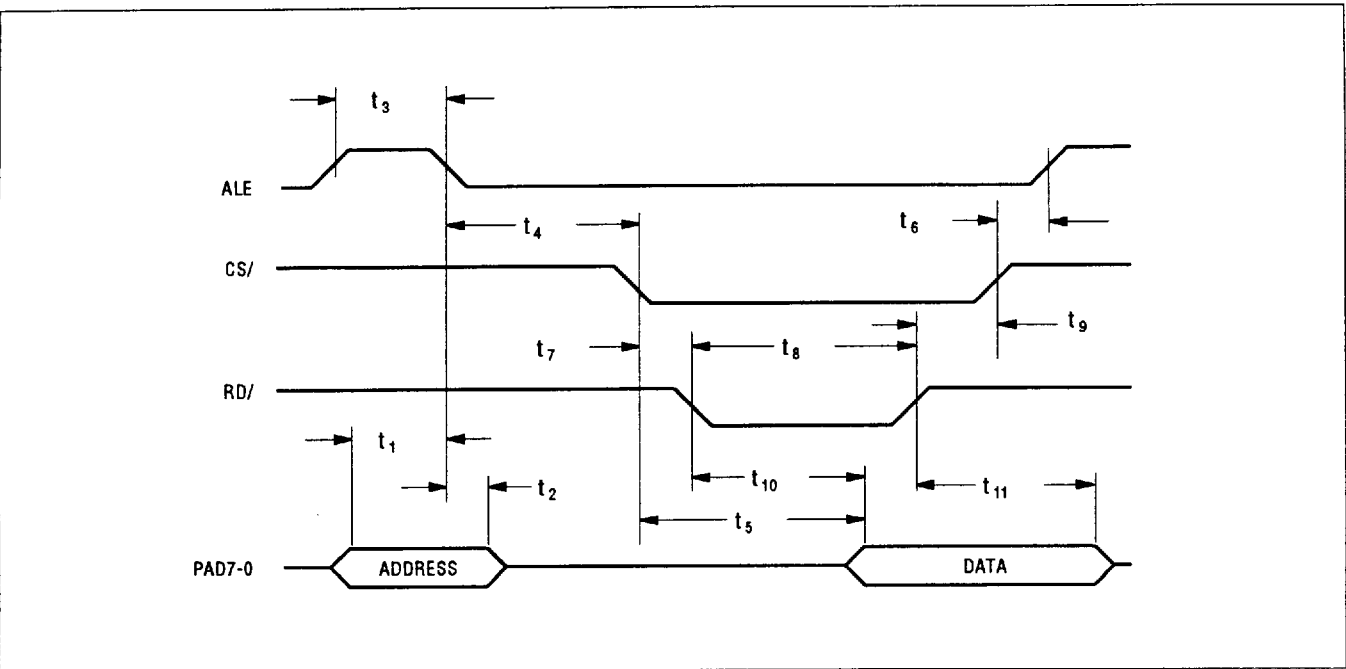 t3
ALE
t4
t6
CS/
t9
t7
t8
RD/
t1
t2
t10
t11
t5
PAD7-0 ADDRESS DATA